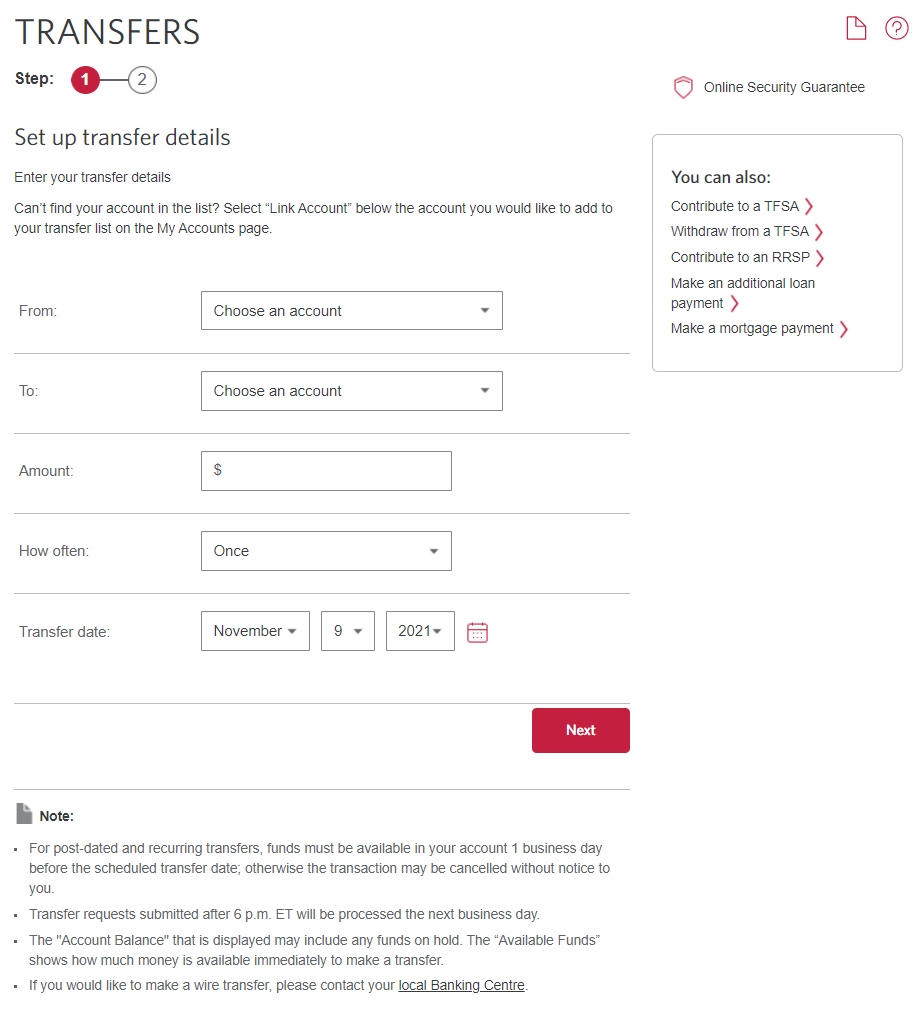 TRANSFERS
?
Step: 1 2
Online Security Guarantee
Set up transfer details
Enter your transfer details
Can't find your account in the list? Select “Link Account” below the account you would like to add to
your transfer list on the My Accounts page.
You can also:
Contribute to a TFSA
Withdraw from a TFSA
Contribute to an RRSP
Make an additional loan
payment
Make a mortgage payment
From: Choose an account
To: Choose an account
Amount: $
How often: Once
Transfer date: November 9 2021
Next
Note:
For post-dated and recurring transfers, funds must be available in your account 1 business day
before the scheduled transfer date; otherwise the transaction may be cancelled without notice to
you.
Transfer requests submitted after 6 p.m. ET will be processed the next business day.
The "Account Balance" that is displayed may include any funds on hold. The “Available Funds”
shows how much money is available immediately to make a transfer.
If you would like to make a wire transfer, please contact your local Banking Centre.